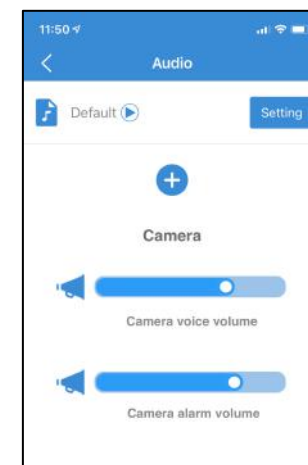 11:50
Audio
Default
Setting
Camera
Camera voice volume
Camera alarm volume